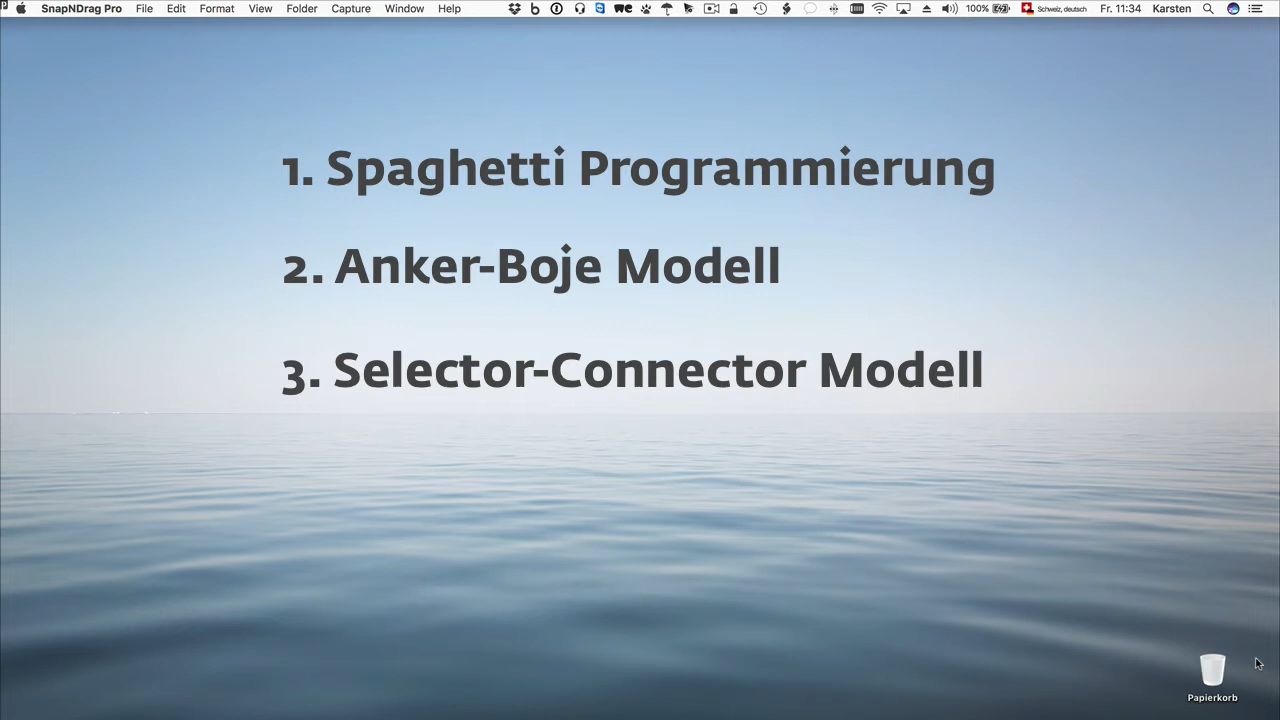 SnapNDrag Pro File Edit Format View Folder Capture Window Help 100% Schweiz, deutsch Fr. 11:34 Karsten
1. Spaghetti Programmierung
2. Anker-Boje Modell
3. Selector-Connector Modell
Papierkorb